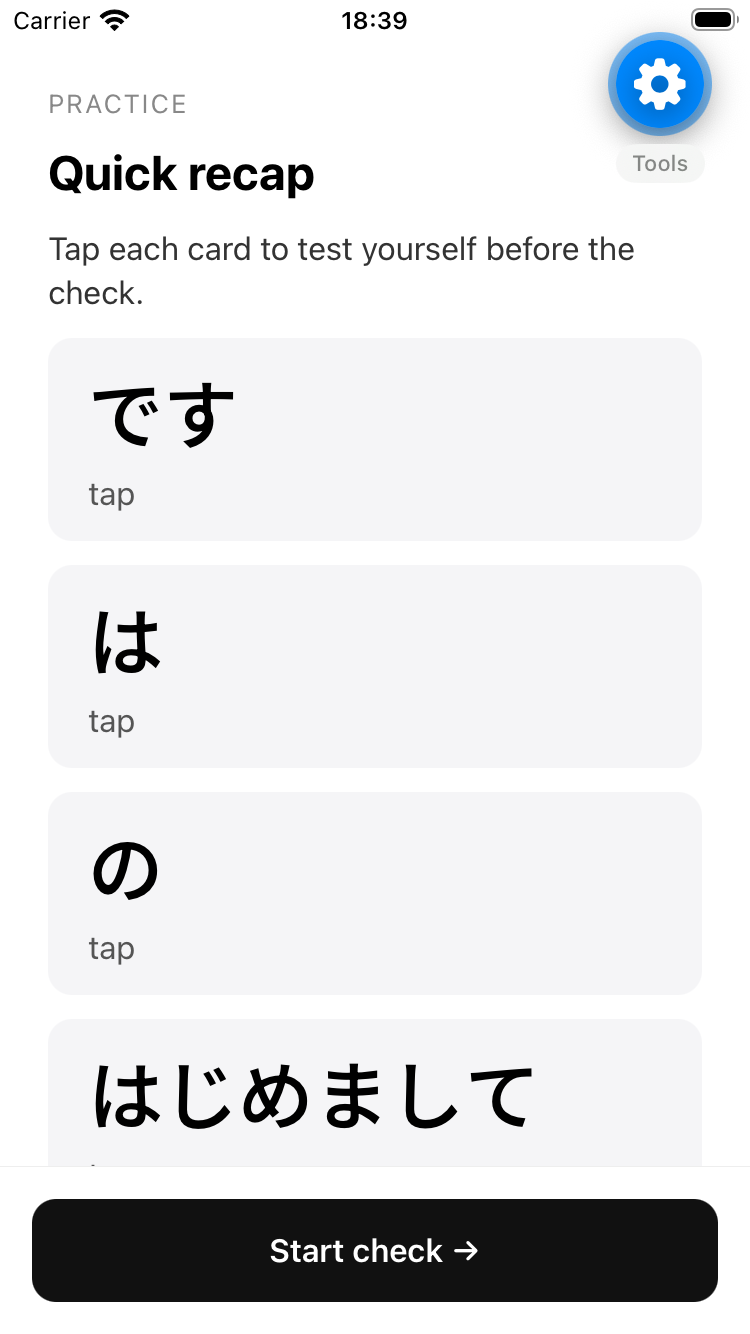 Carrier 18:39
PRACTICE
Tools
Quick recap
Tap each card to test yourself before the
check.
です
tap
は
tap
の
tap
はじめまして
Start check →